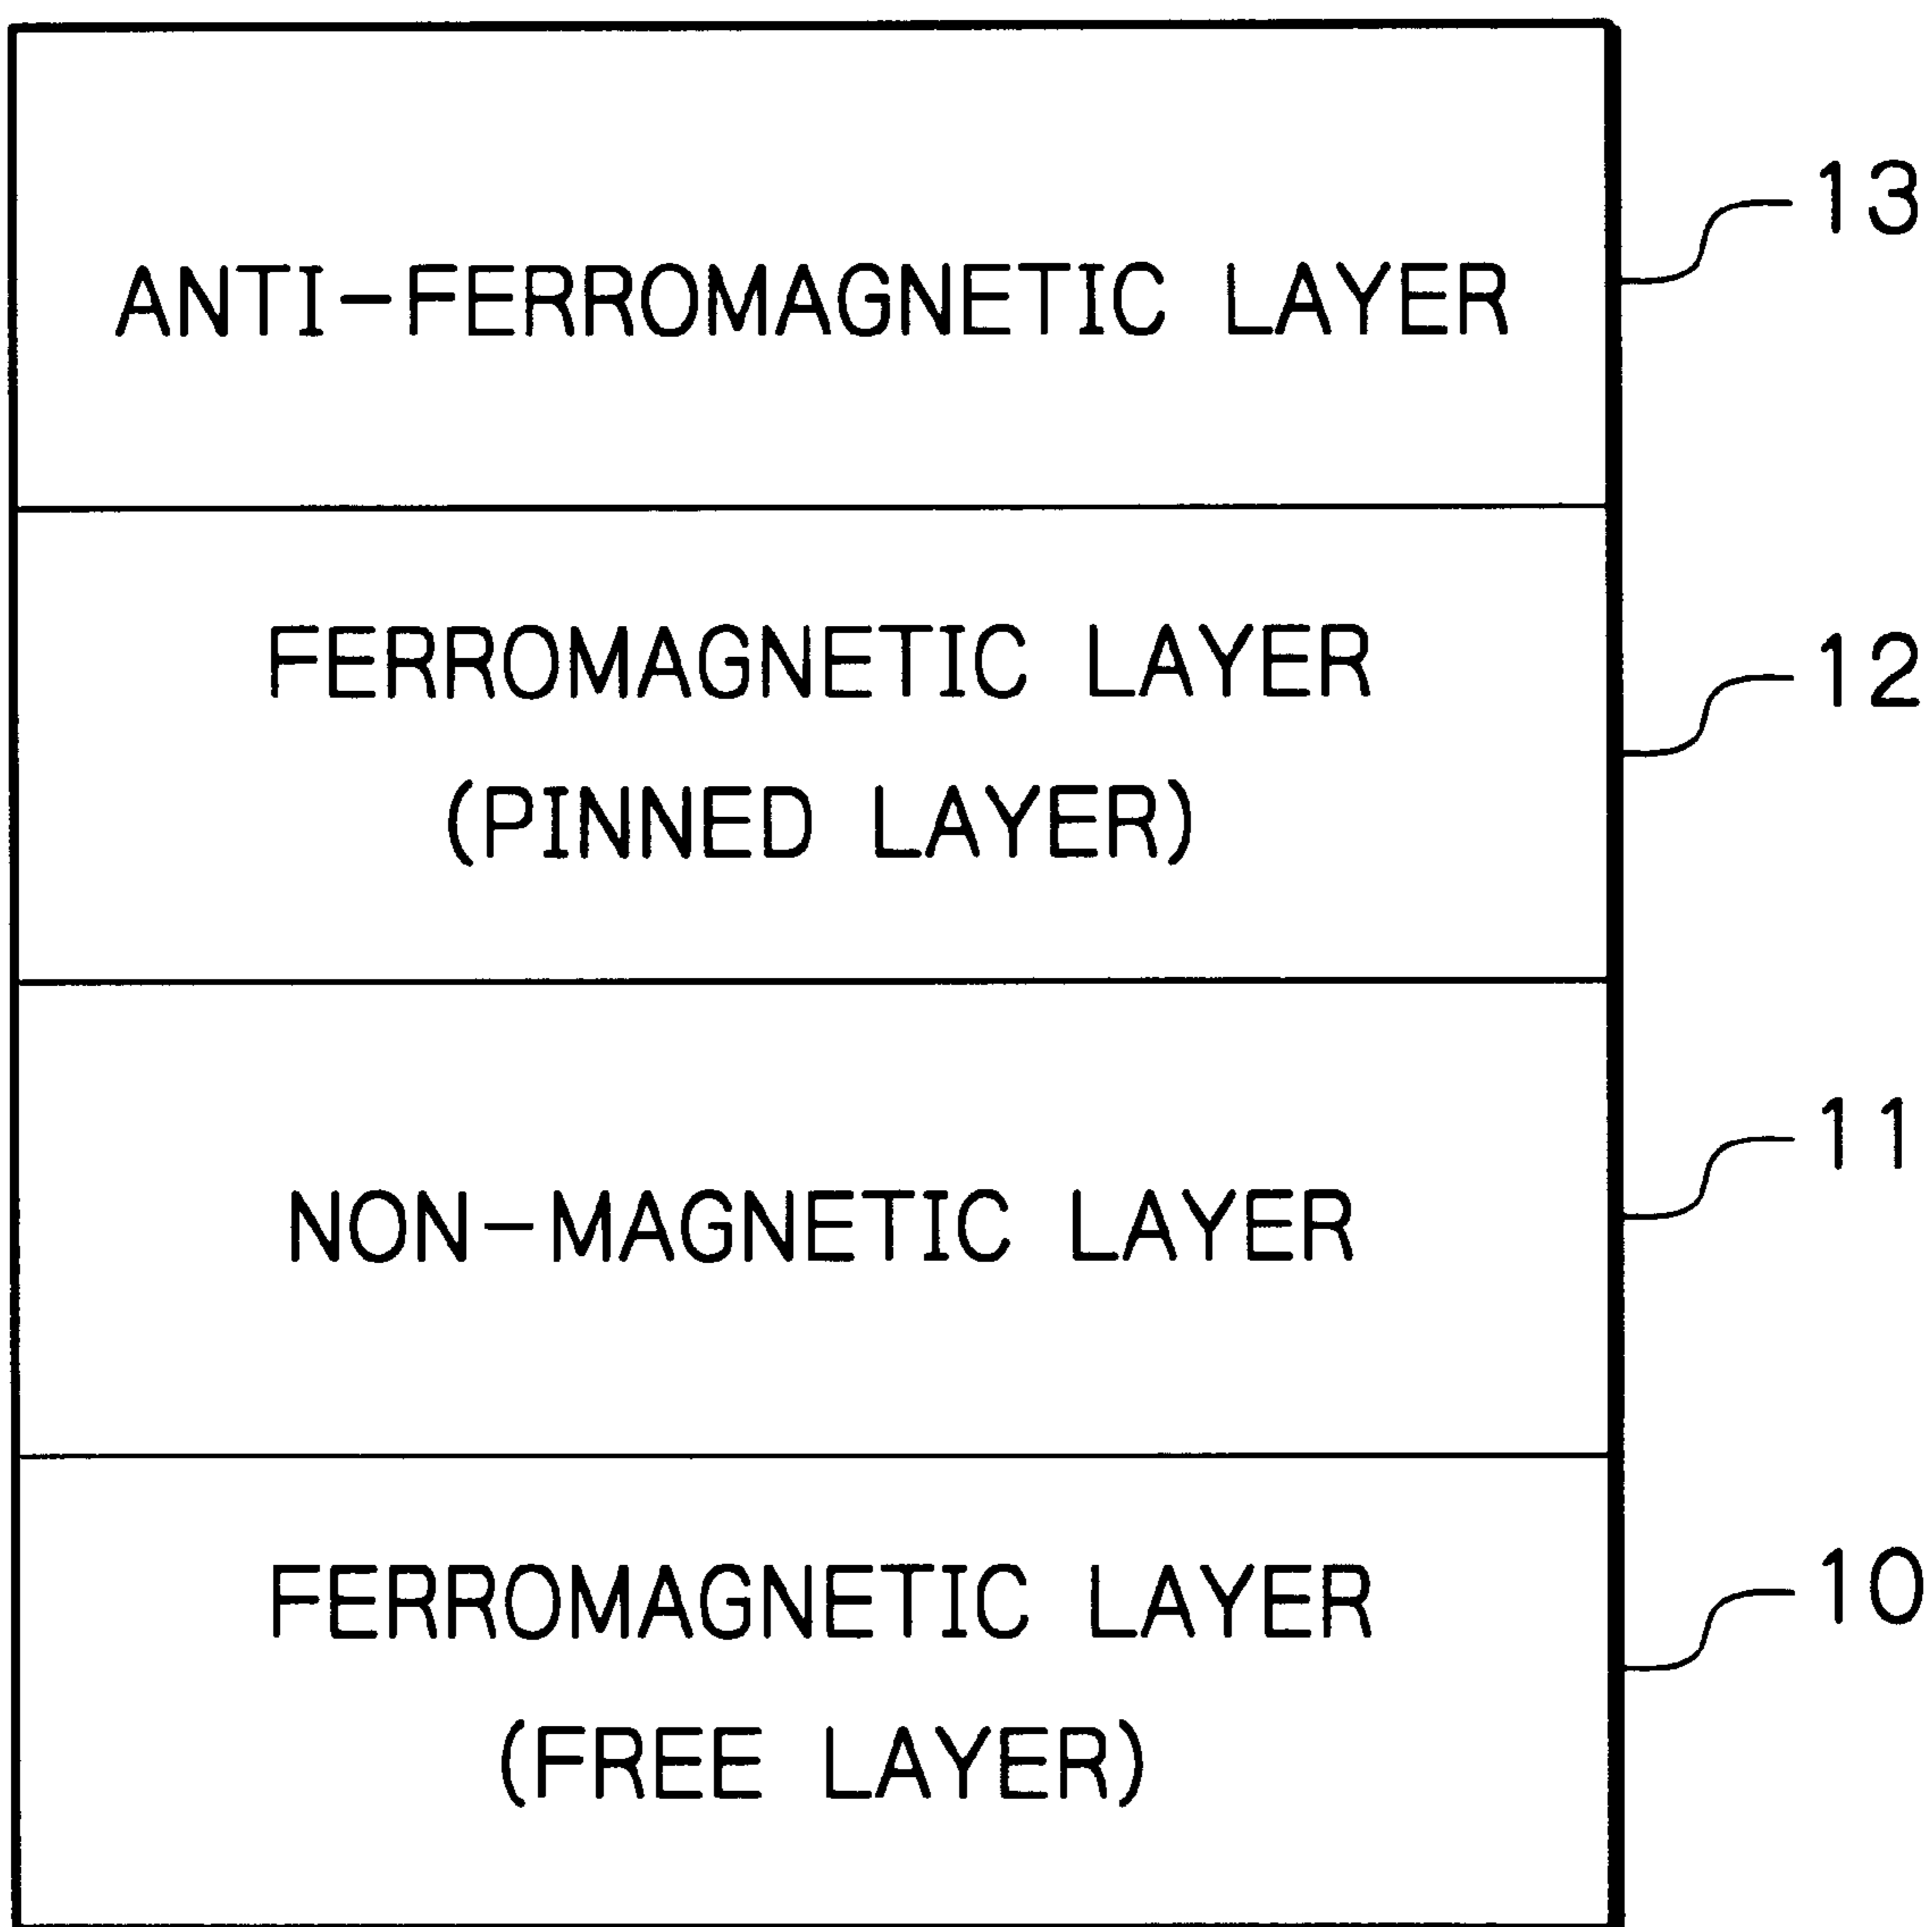 ANTI-FERROMAGNETIC LAYER
13
FERROMAGNETIC LAYER
(PINNED LAYER)
12
NON-MAGNETIC LAYER
11
FERROMAGNETIC LAYER
(FREE LAYER)
10